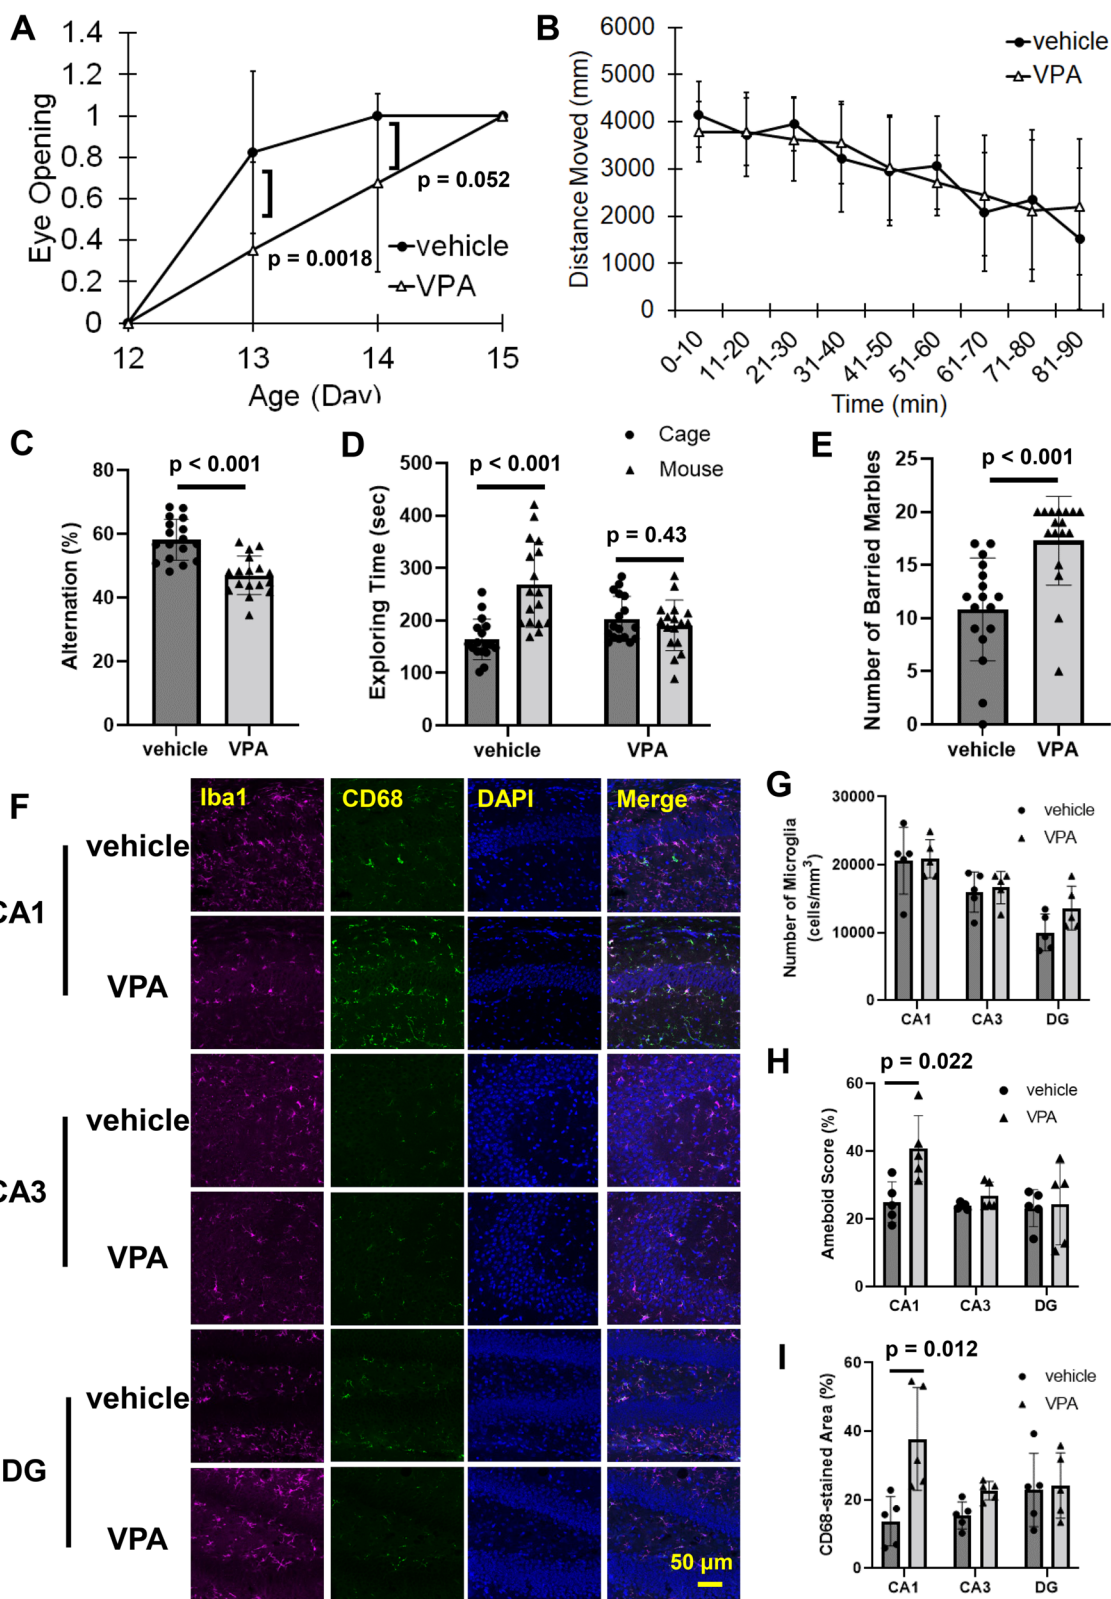 A
1.4
1.2
1
0.8
0.6
0.4
0.2
0
Eye Opening
p = 0.052
p = 0.0018
vehicle
VPA
12 13 14 15
Age (Day)
B
6000
5000
4000
3000
2000
1000
0
Distance Moved (mm)
vehicle
VPA
0-10 11-20 21-30 31-40 41-50 51-60 61-70 71-80 81-90
Time (min)
C
p < 0.001
80
60
40
20
0
Alternation (%)
vehicle VPA
D
Cage
Mouse
p < 0.001
p = 0.43
500
400
300
200
100
0
Exploring Time (sec)
vehicle VPA
E
p < 0.001
25
20
15
10
5
0
Number of Barried Marbles
vehicle VPA
F
Iba1 CD68 DAPI Merge
CA1
vehicle
VPA
CA3
vehicle
VPA
DG
vehicle
VPA
50 μm
G
30000
20000
10000
0
Number of Microglia
(cells/mm³)
vehicle
VPA
CA1 CA3 DG
H
p = 0.022
60
40
20
0
Ameboid Score (%)
vehicle
VPA
CA1 CA3 DG
I
p = 0.012
60
40
20
0
CD68-stained Area (%)
vehicle
VPA
CA1 CA3 DG